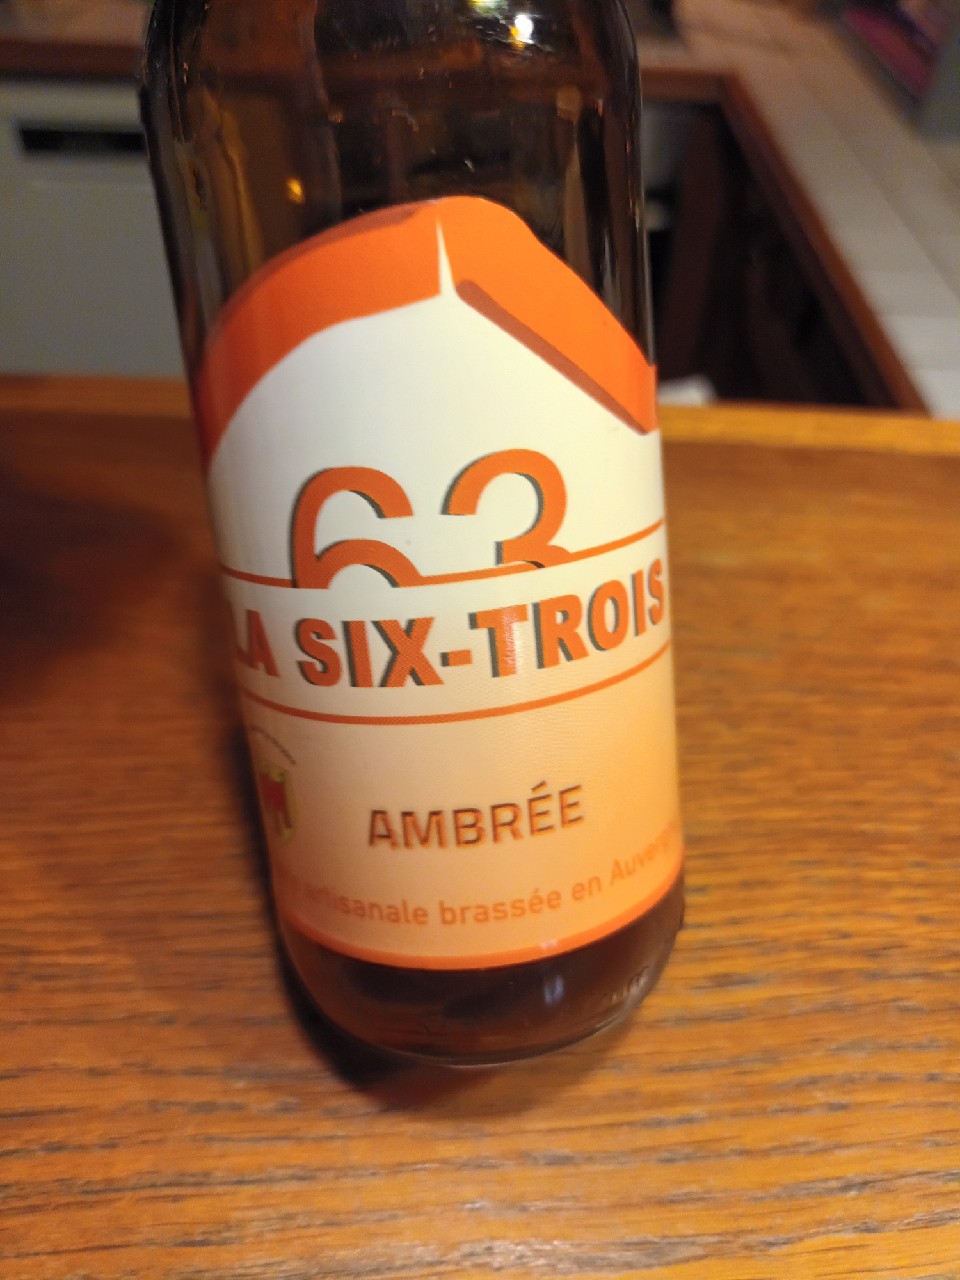 63
LA SIX-TROIS
AMBRÉE
artisanale brassée en